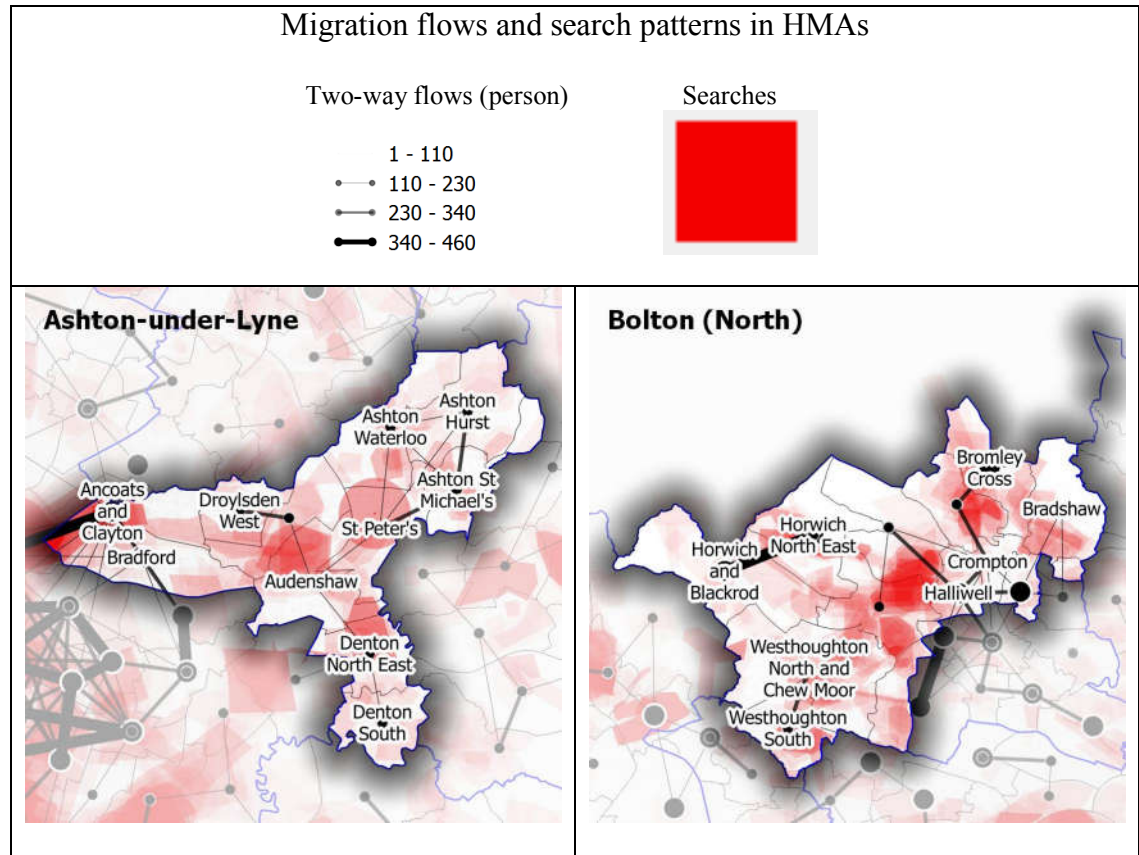 Migration flows and search patterns in HMAs
Two-way flows (person)
Searches
1 - 110
110 - 230
230 - 340
340 - 460
Ashton-under-Lyne
Ashton
Hurst
Ashton
Waterloo
Ashton St
Michael's
Ancoats
and
Clayton
Droylsden
West
St Peter's
Bradford
Audenshaw
Denton
North East
Denton
South
Bolton (North)
Bromley
Cross
Bradshaw
Horwich
North East
Horwich
and
Blackrod
Crompton
Halliwell
Westhoughton
North and
Chew Moor
Westhoughton
South